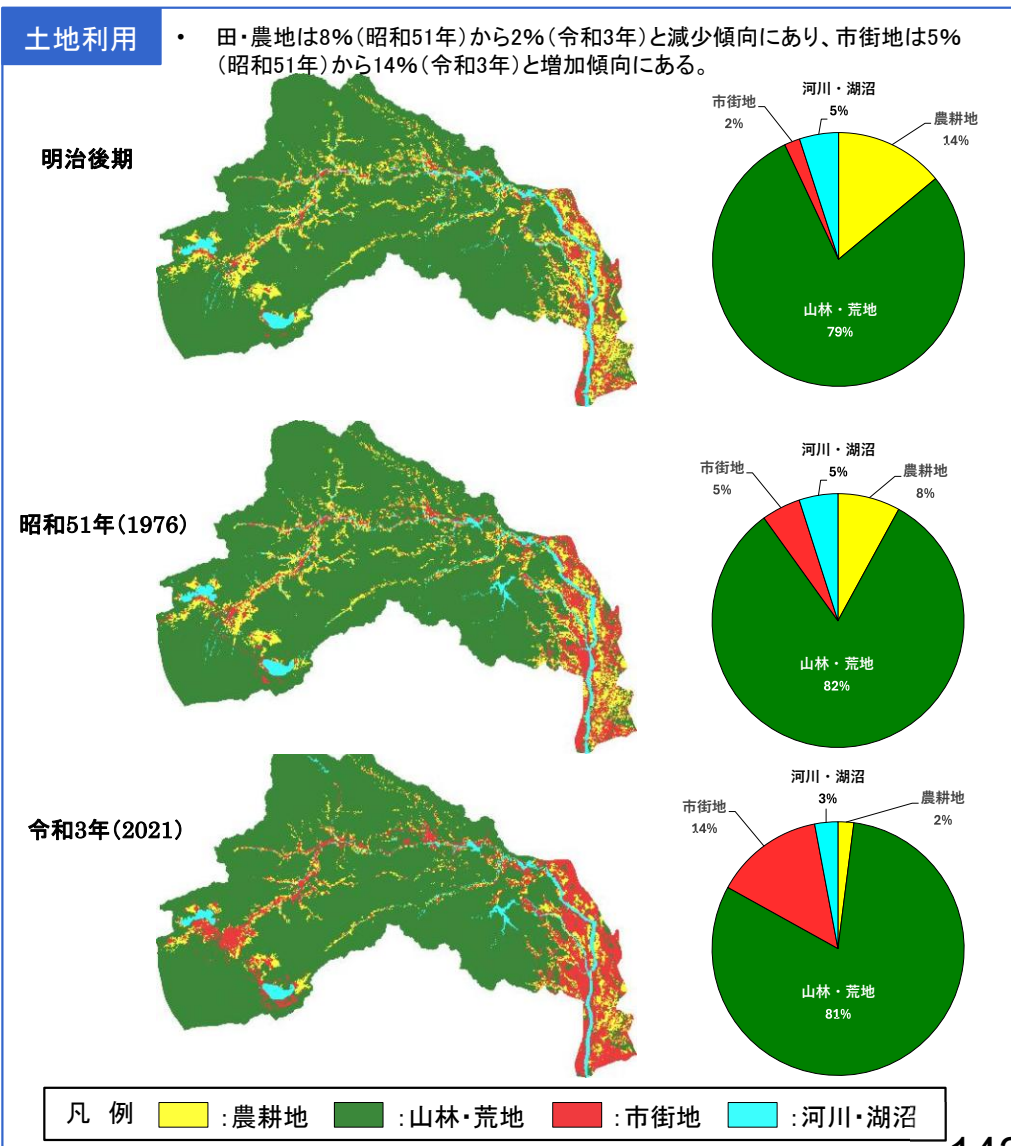 土地利用
・ 田・農地は8%(昭和51年)から2%(令和3年)と減少傾向にあり、市街地は5%
(昭和51年)から14%(令和3年)と増加傾向にある。
明治後期
市街地
2%
河川・湖沼
5%
農耕地
14%
山林・荒地
79%
昭和51年(1976)
市街地
5%
河川・湖沼
5%
農耕地
8%
山林・荒地
82%
令和3年(2021)
市街地
14%
河川・湖沼
3%
農耕地
2%
山林・荒地
81%
凡 例 :農耕地 :山林・荒地 :市街地 :河川・湖沼